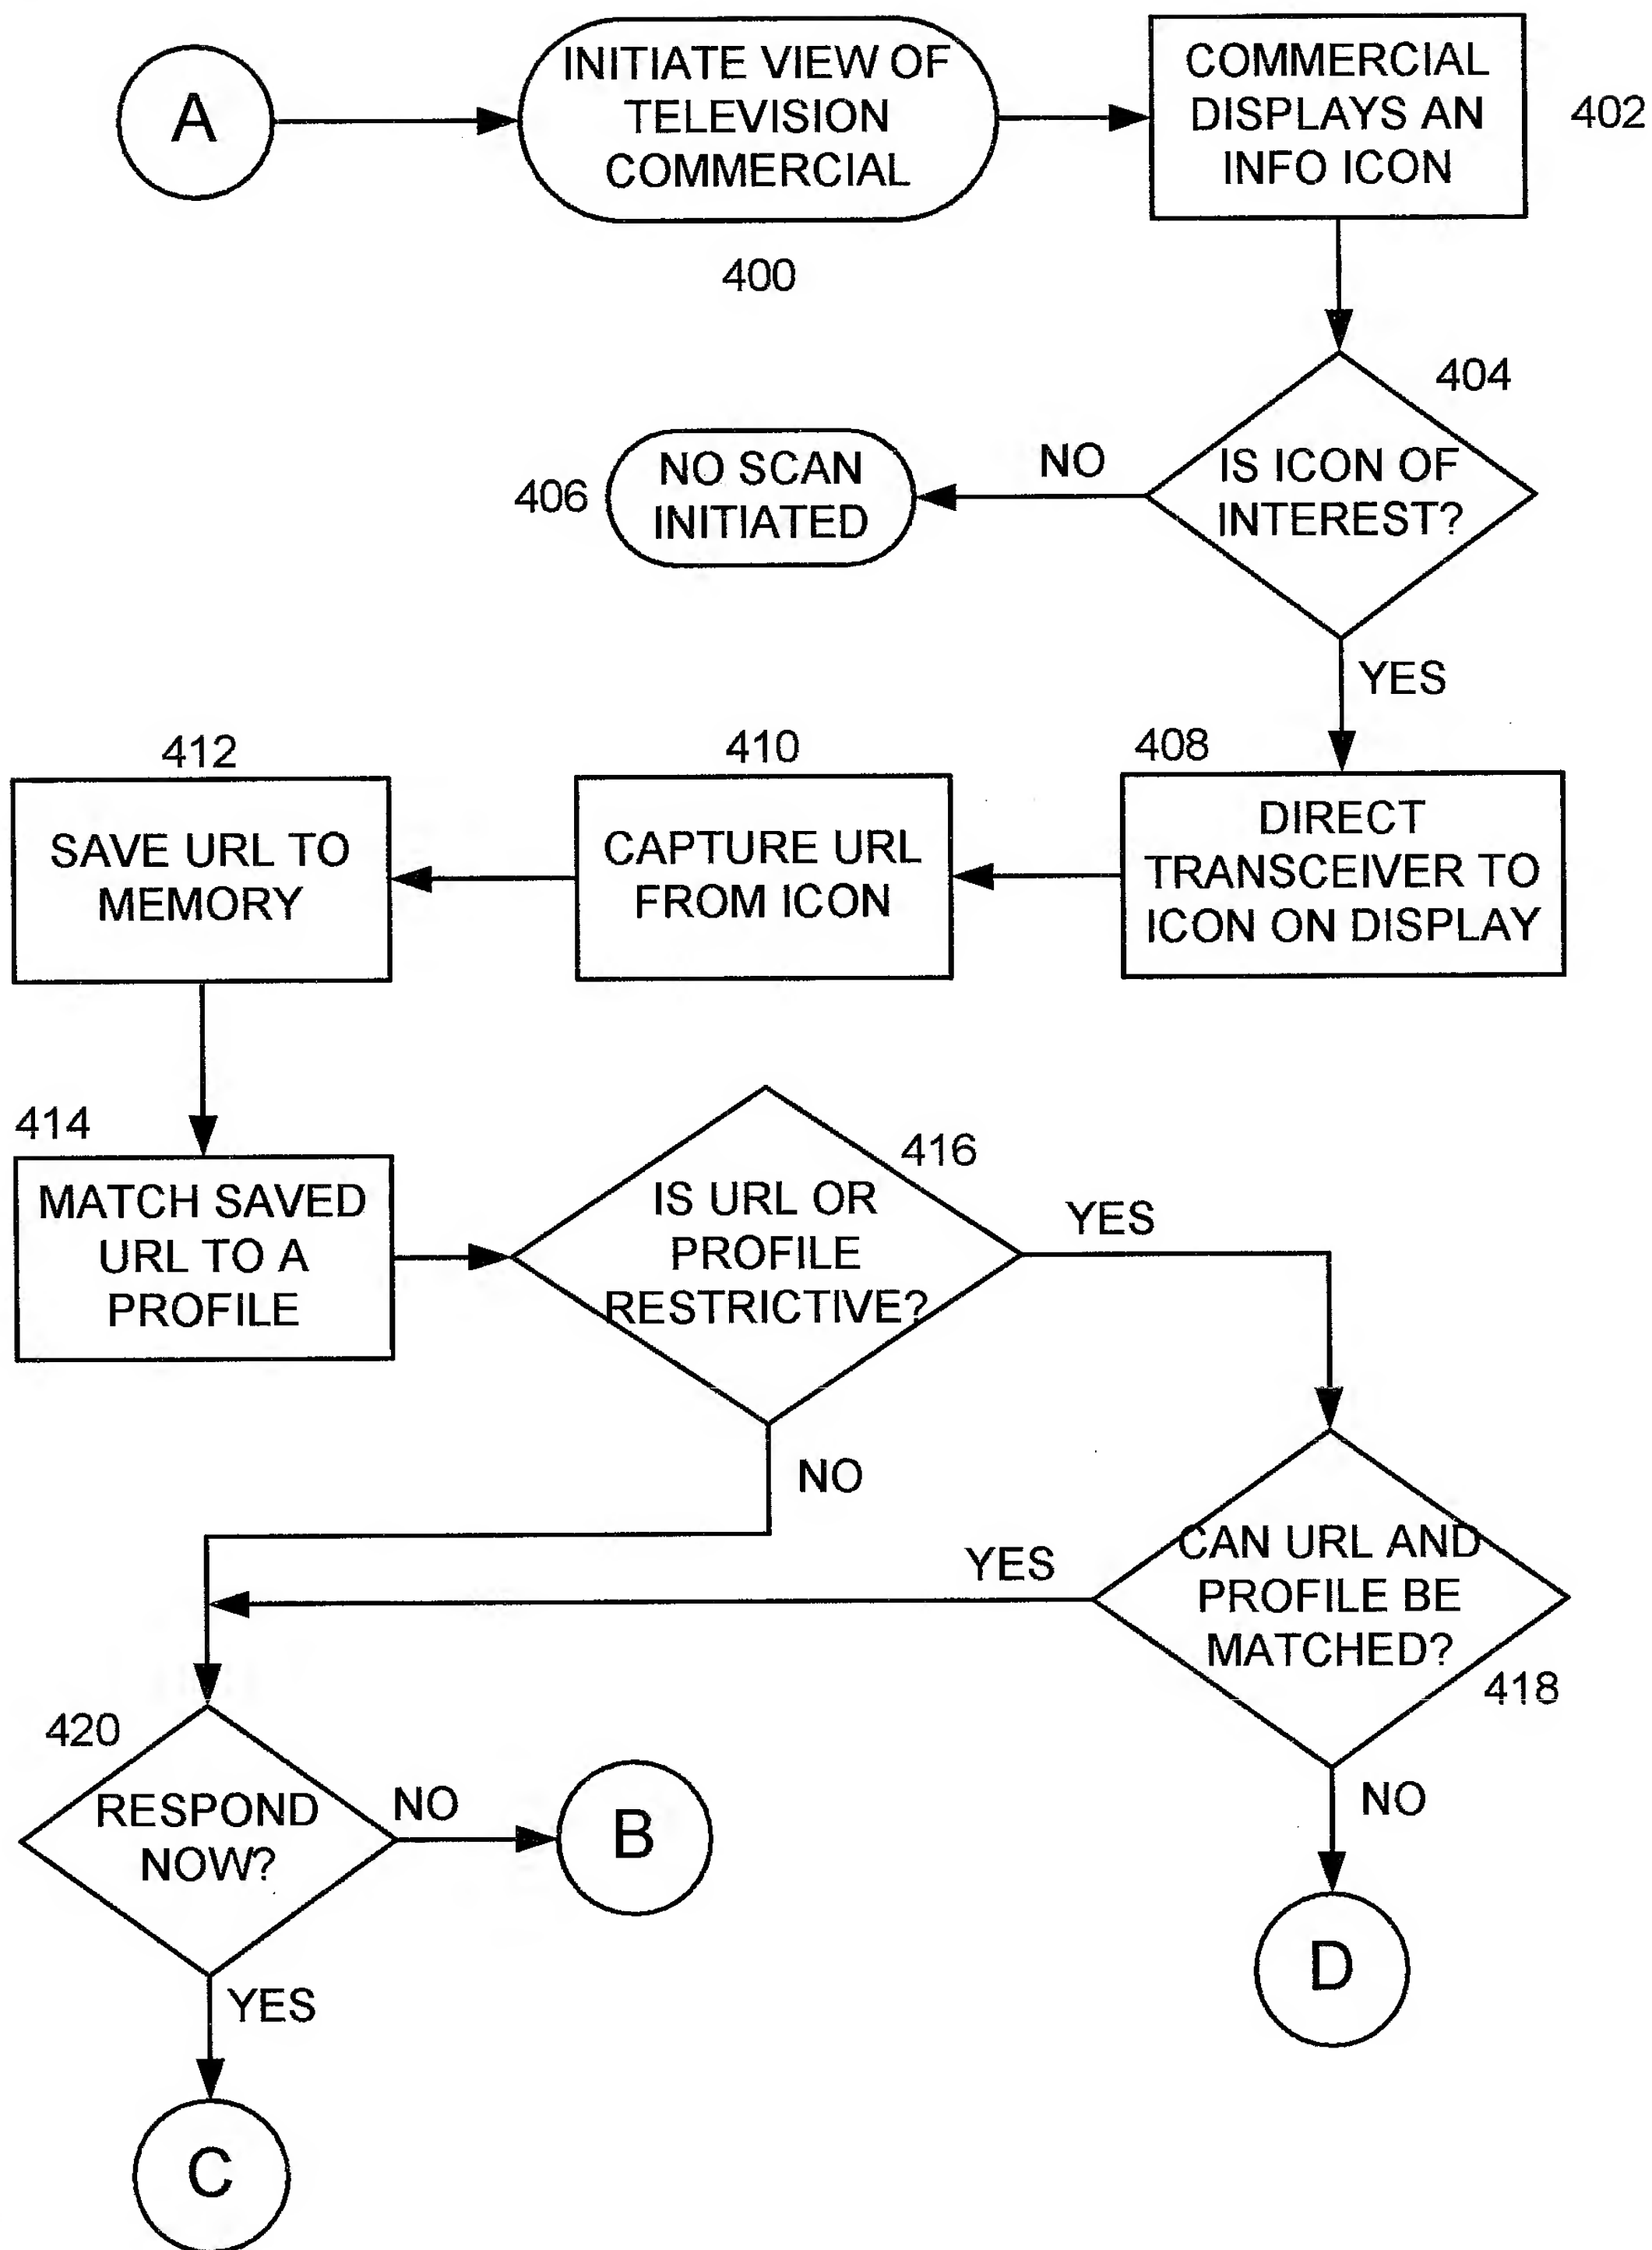 A
INITIATE VIEW OF
TELEVISION
COMMERCIAL
400
COMMERCIAL
DISPLAYS AN
INFO ICON
402
404
IS ICON OF
INTEREST?
NO
406
NO SCAN
INITIATED
YES
408
DIRECT
TRANSCEIVER TO
ICON ON DISPLAY
410
CAPTURE URL
FROM ICON
412
SAVE URL TO
MEMORY
414
MATCH SAVED
URL TO A
PROFILE
416
IS URL OR
PROFILE
RESTRICTIVE?
YES
NO
CAN URL AND
PROFILE BE
MATCHED?
418
YES
NO
D
420
RESPOND
NOW?
NO
B
YES
C